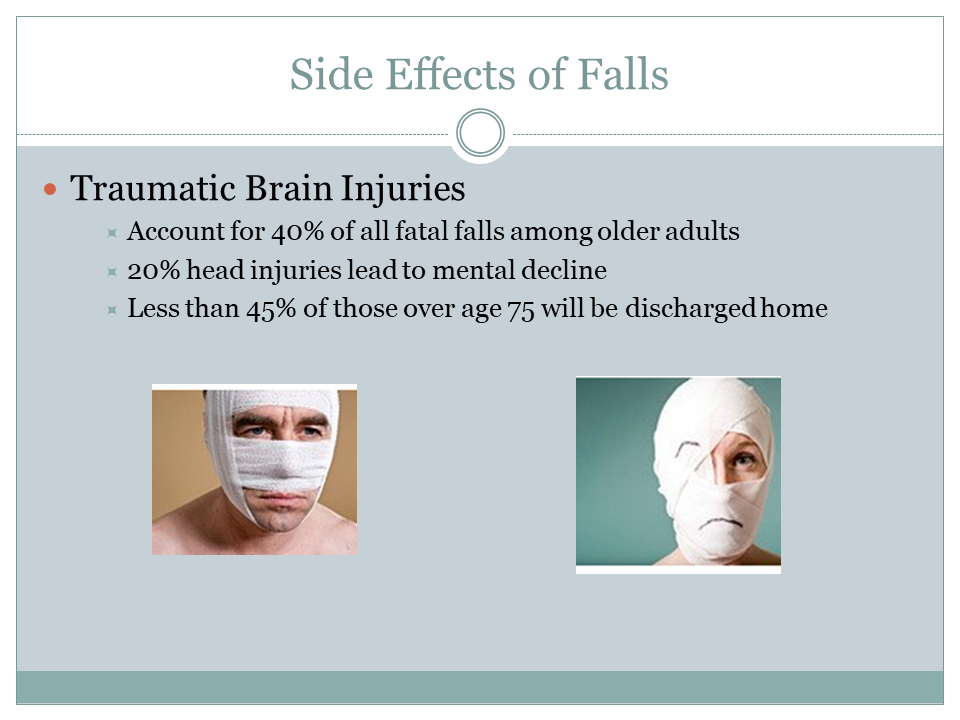 Side Effects of Falls
Traumatic Brain Injuries
Account for 40% of all fatal falls among older adults
20% head injuries lead to mental decline
Less than 45% of those over age 75 will be discharged home